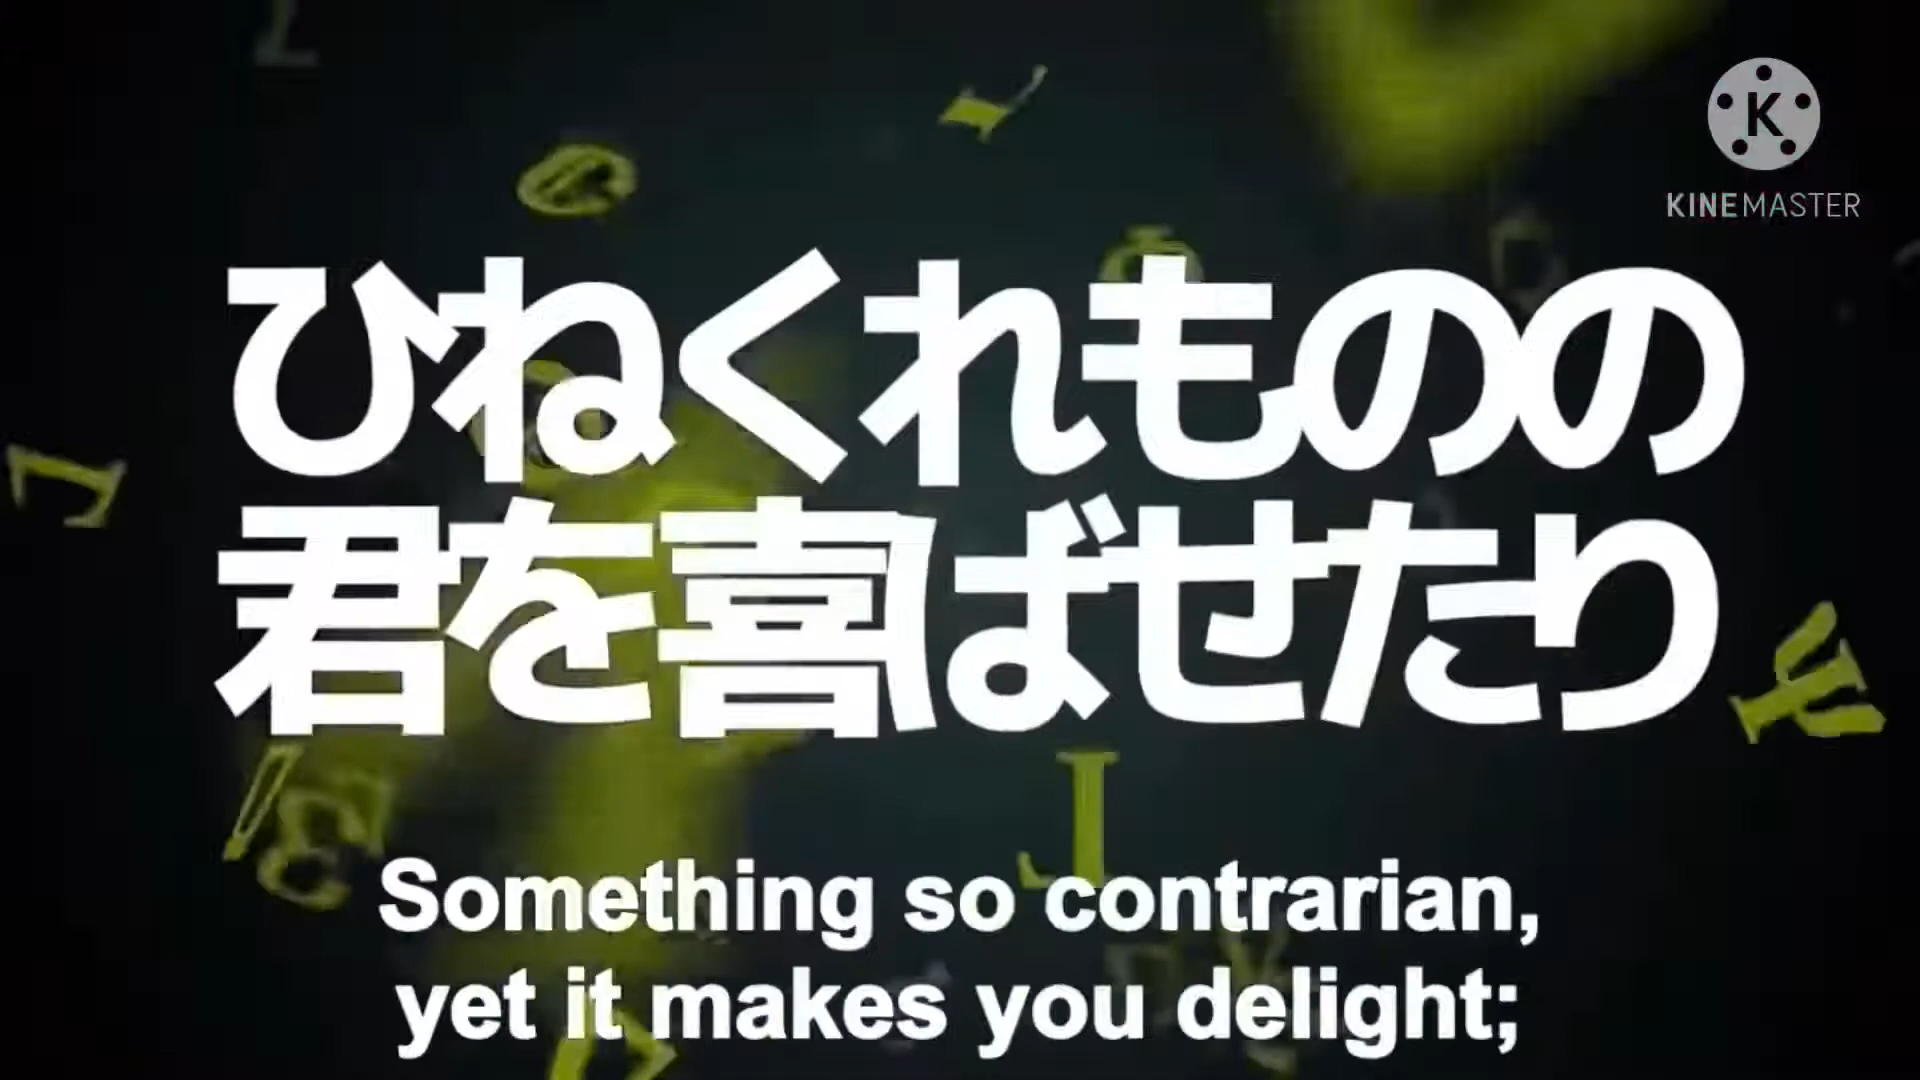 KINEMASTER
ひねくれものの
君を喜ばせたり
Something so contrarian,
yet it makes you delight;